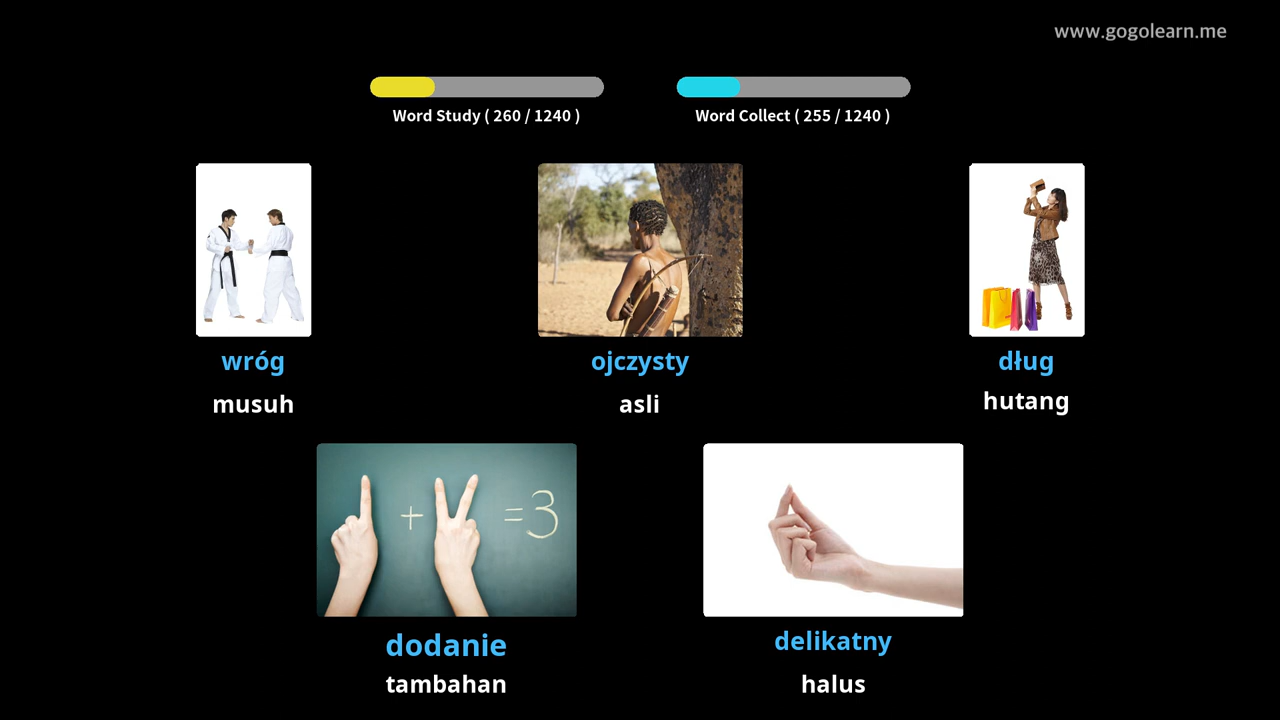 www.gogolearn.me
Word Study ( 260 / 1240 )
Word Collect ( 255 / 1240 )
wróg
musuh
ojczysty
asli
dług
hutang
+ =3
dodanie
tambahan
delikatny
halus